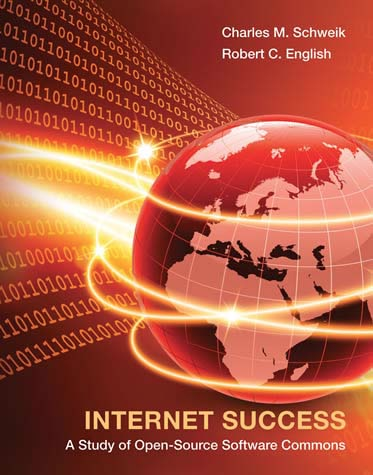 Charles M. Schweik
Robert C. English
INTERNET SUCCESS
A Study of Open-Source Software Commons